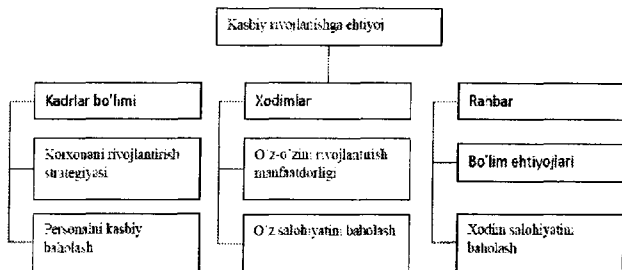 Kasbiy rivojlanishga ehtiyoj
Kadrlar bo'limi
Xodimlar
Rahbar
Korxonani rivojlantirish
strategiyasi
O'z-o'zini rivojlantirish
manfaatdorligi
Bo'lim ehtiyojlari
Personalni kasbiy
baholash
O'z salohiyatini baholash
Xodim salohiyatini
baholash